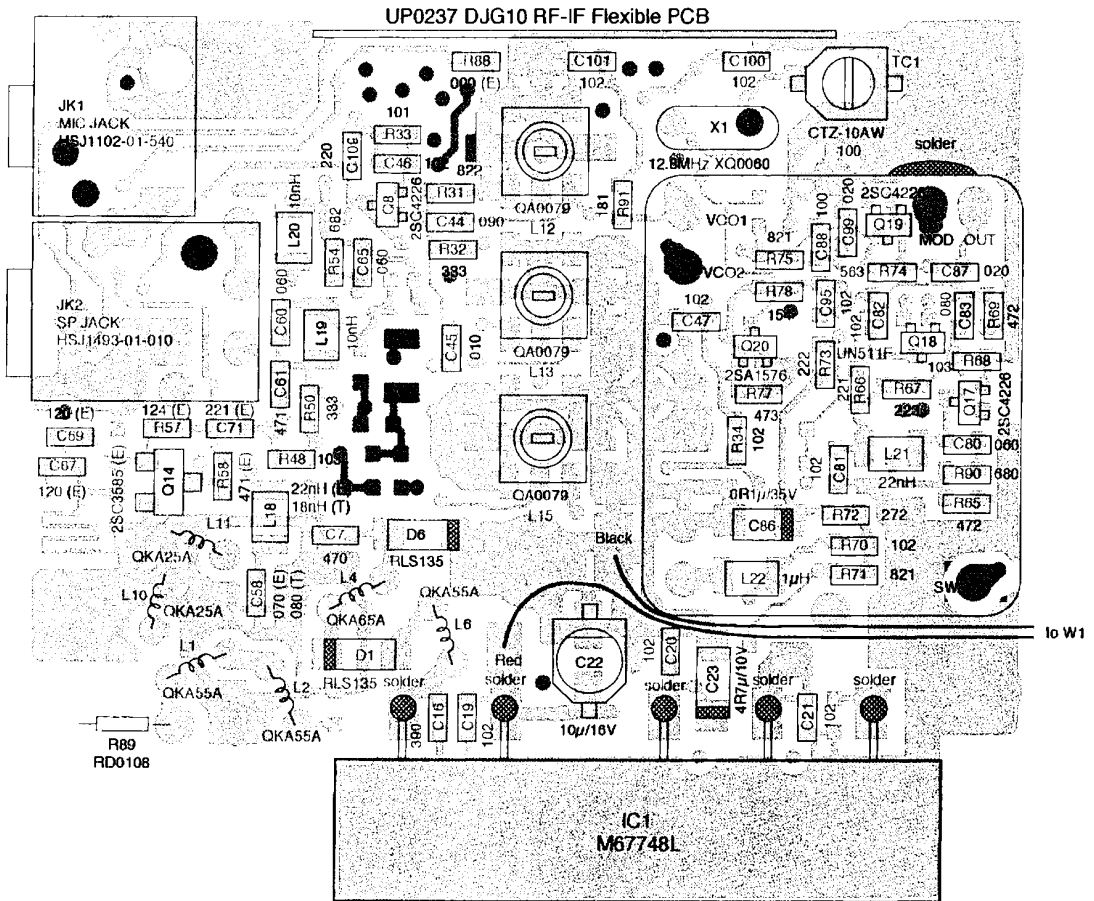 UP0237 DJG10 RF-IF Flexible PCB
JK1
MIC JACK
HSJ1102-01-540
JK2
SP JACK
HSJ1493-01-010
R88
000 (E)
C101
102
C100
102
TC1
CTZ-10AW
100
X1
12.8MHz XQ0060
solder
101
R33
C46
220
C109
822
R31
C8
2SC4226
C44
090
R32
383
10nH
L20
682
R54
C65
060
060
C60
L19
10nH
C45
010
C61
471
R50
383
QA0079
L12
QA0079
L13
QA0079
L15
181
R91
VCO1
VCO2
821
R75
100
C88
020
C99
Q19
MOD OUT
563
R74
C87
020
R78
102
C47
C95
102
102
C82
080
C83
R69
472
Q20
2SA1576
222
R73
UN511F
Q18
103
R68
R77
473
221
R66
R67
Q17
2SC4226
R34
102
102
C81
L21
22nH
C80
060
R90
680
R65
472
0R1µ/35V
C86
R72
272
R70
102
R71
821
L22
1µH
SW
120 (E)
C69
124 (E)
R57
221 (E)
C71
C67
120 (E)
2SC3585 (E)
Q14
R58
471 (E)
R48
22nH (E)
18nH (T)
L18
C7
470
D6
RLS135
L11
QKA25A
L10
QKA25A
C58
070 (E)
080 (T)
L4
QKA65A
QKA55A
L6
L1
QKA55A
L2
QKA55A
D1
RLS135
Black
Red
to W1
solder
solder
solder
solder
solder
390
C16
C19
102
C22
10µ/16V
102
C20
C23
4R7µ/10V
C21
102
R89
RD0108
IC1
M67748L